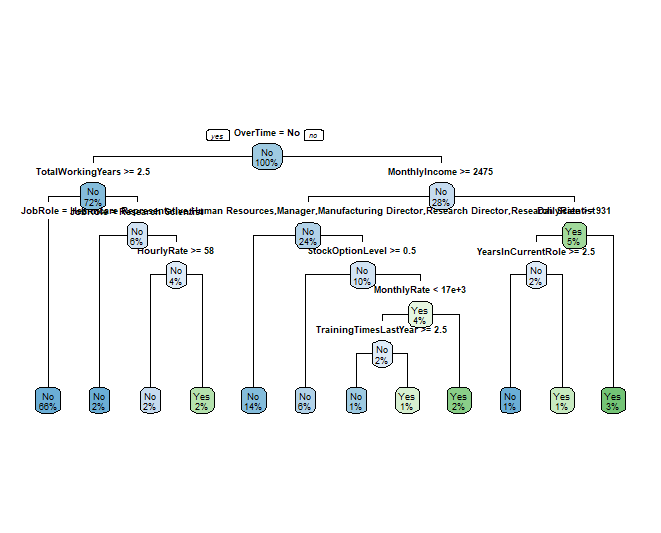 yes OverTime = No no
No
100%
TotalWorkingYears >= 2.5
MonthlyIncome >= 2475
No
72%
No
28%
JobRole = Representative,Human Resources,Manager,Manufacturing Director,Research Director,Research
JobRole = Research Scientist
931
No
6%
No
24%
Yes
5%
HourlyRate >= 58
StockOptionLevel >= 0.5
YearsInCurrentRole >= 2.5
No
4%
No
10%
No
2%
MonthlyRate < 17e+3
Yes
4%
TrainingTimesLastYear >= 2.5
No
2%
No
66%
No
2%
No
2%
Yes
2%
No
14%
No
6%
No
1%
Yes
1%
Yes
2%
No
1%
Yes
1%
Yes
3%